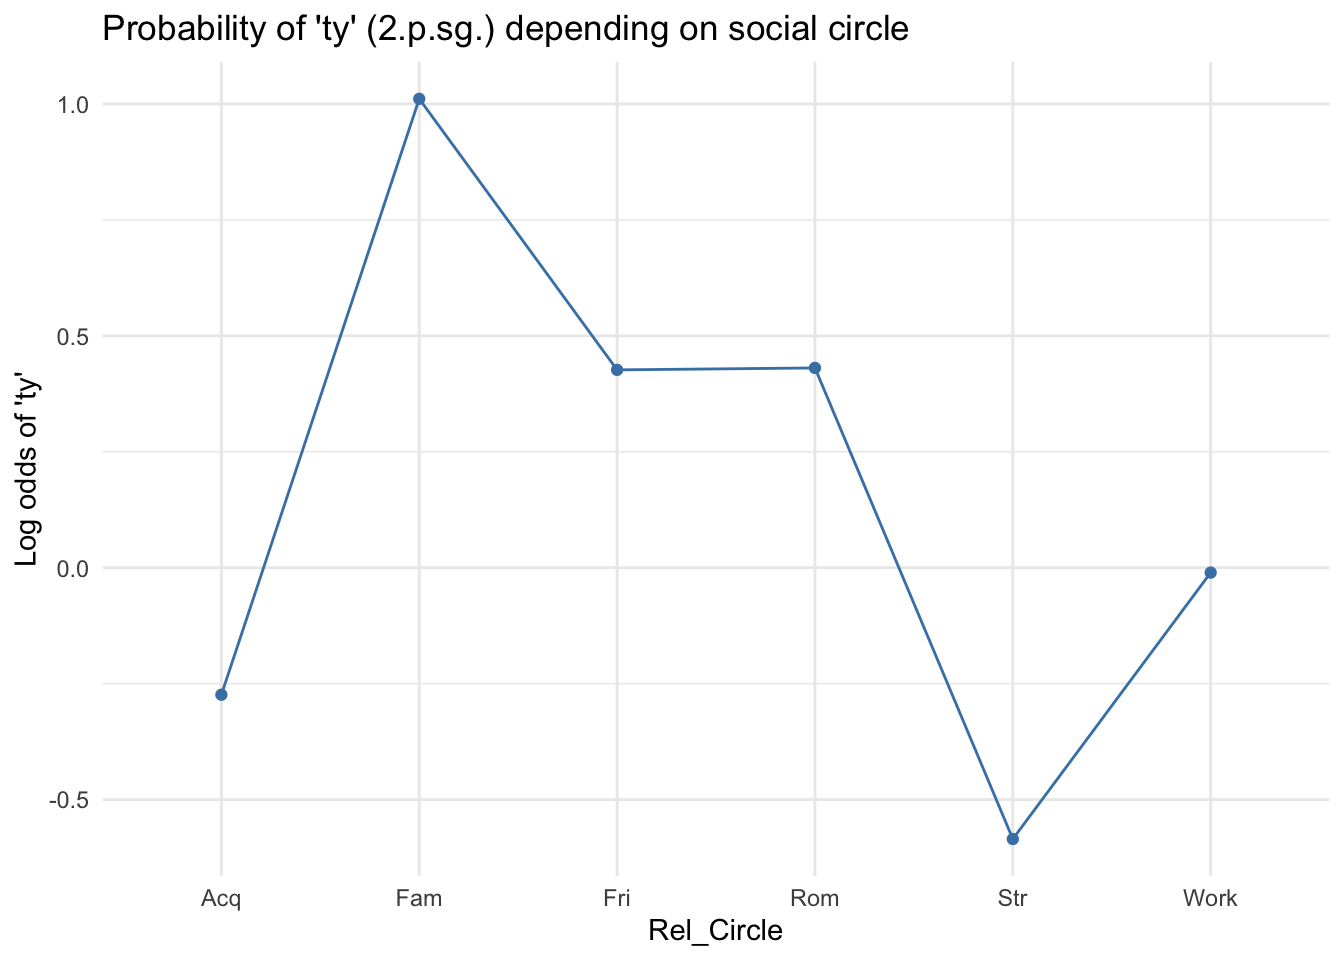 Probability of 'ty' (2.p.sg.) depending on social circle
Log odds of 'ty'
1.0
0.5
0.0
-0.5
Acq Fam Fri Rom Str Work
Rel_Circle